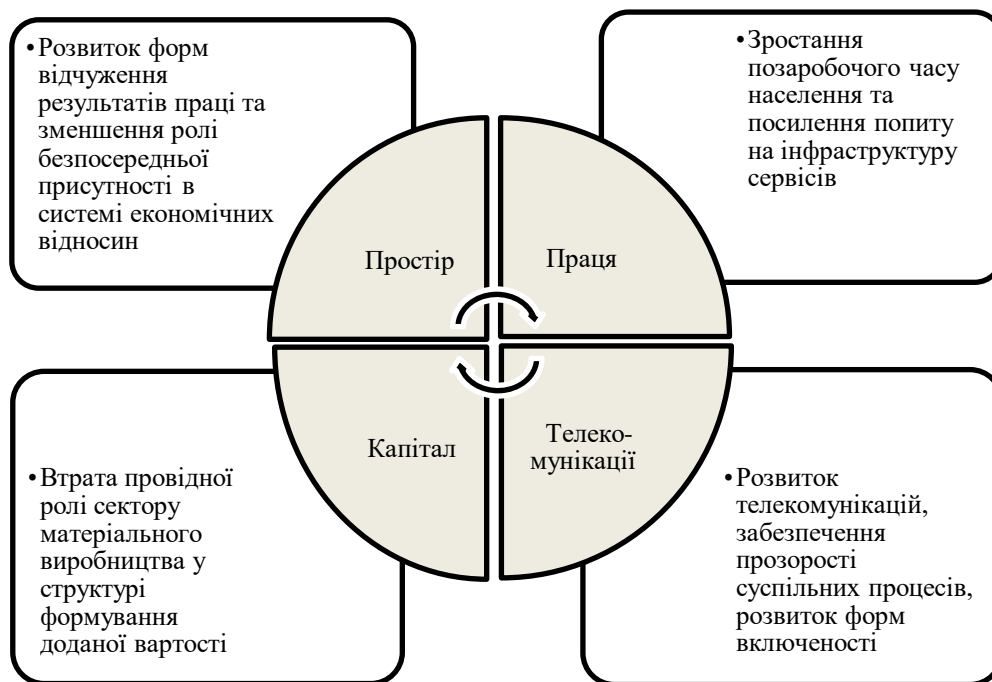 •Розвиток форм
відчуження
результатів праці та
зменшення ролі
безпосередньої
присутності в
системі економічних
відносин
•Зростання
позаробочого часу
населення та
посилення попиту
на інфраструктуру
сервісів
Простір
Праця
Капітал
Телеко-
мунікації
•Втрата провідної
ролі сектору
матеріального
виробництва у
структурі
формування
доданої вартості
•Розвиток
телекомунікацій,
забезпечення
прозорості
суспільних процесів,
розвиток форм
включеності